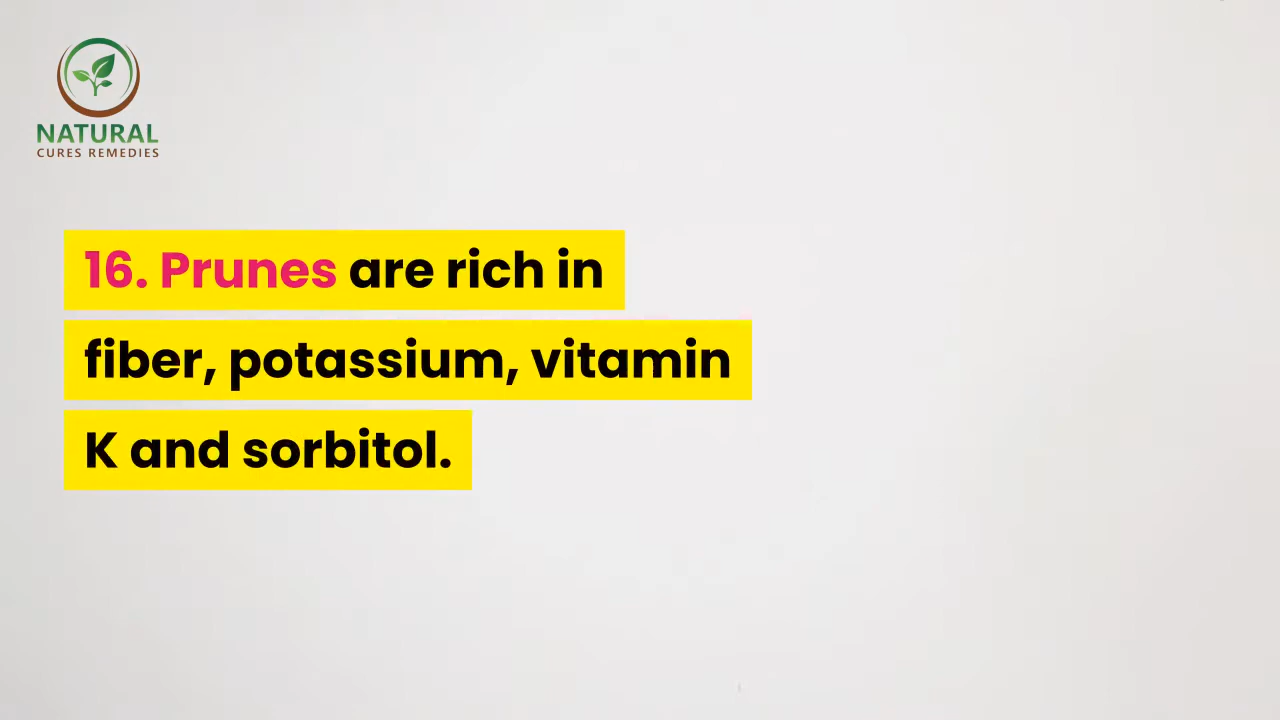 NATURAL
CURES REMEDIES
16. Prunes are rich in
fiber, potassium, vitamin
K and sorbitol.